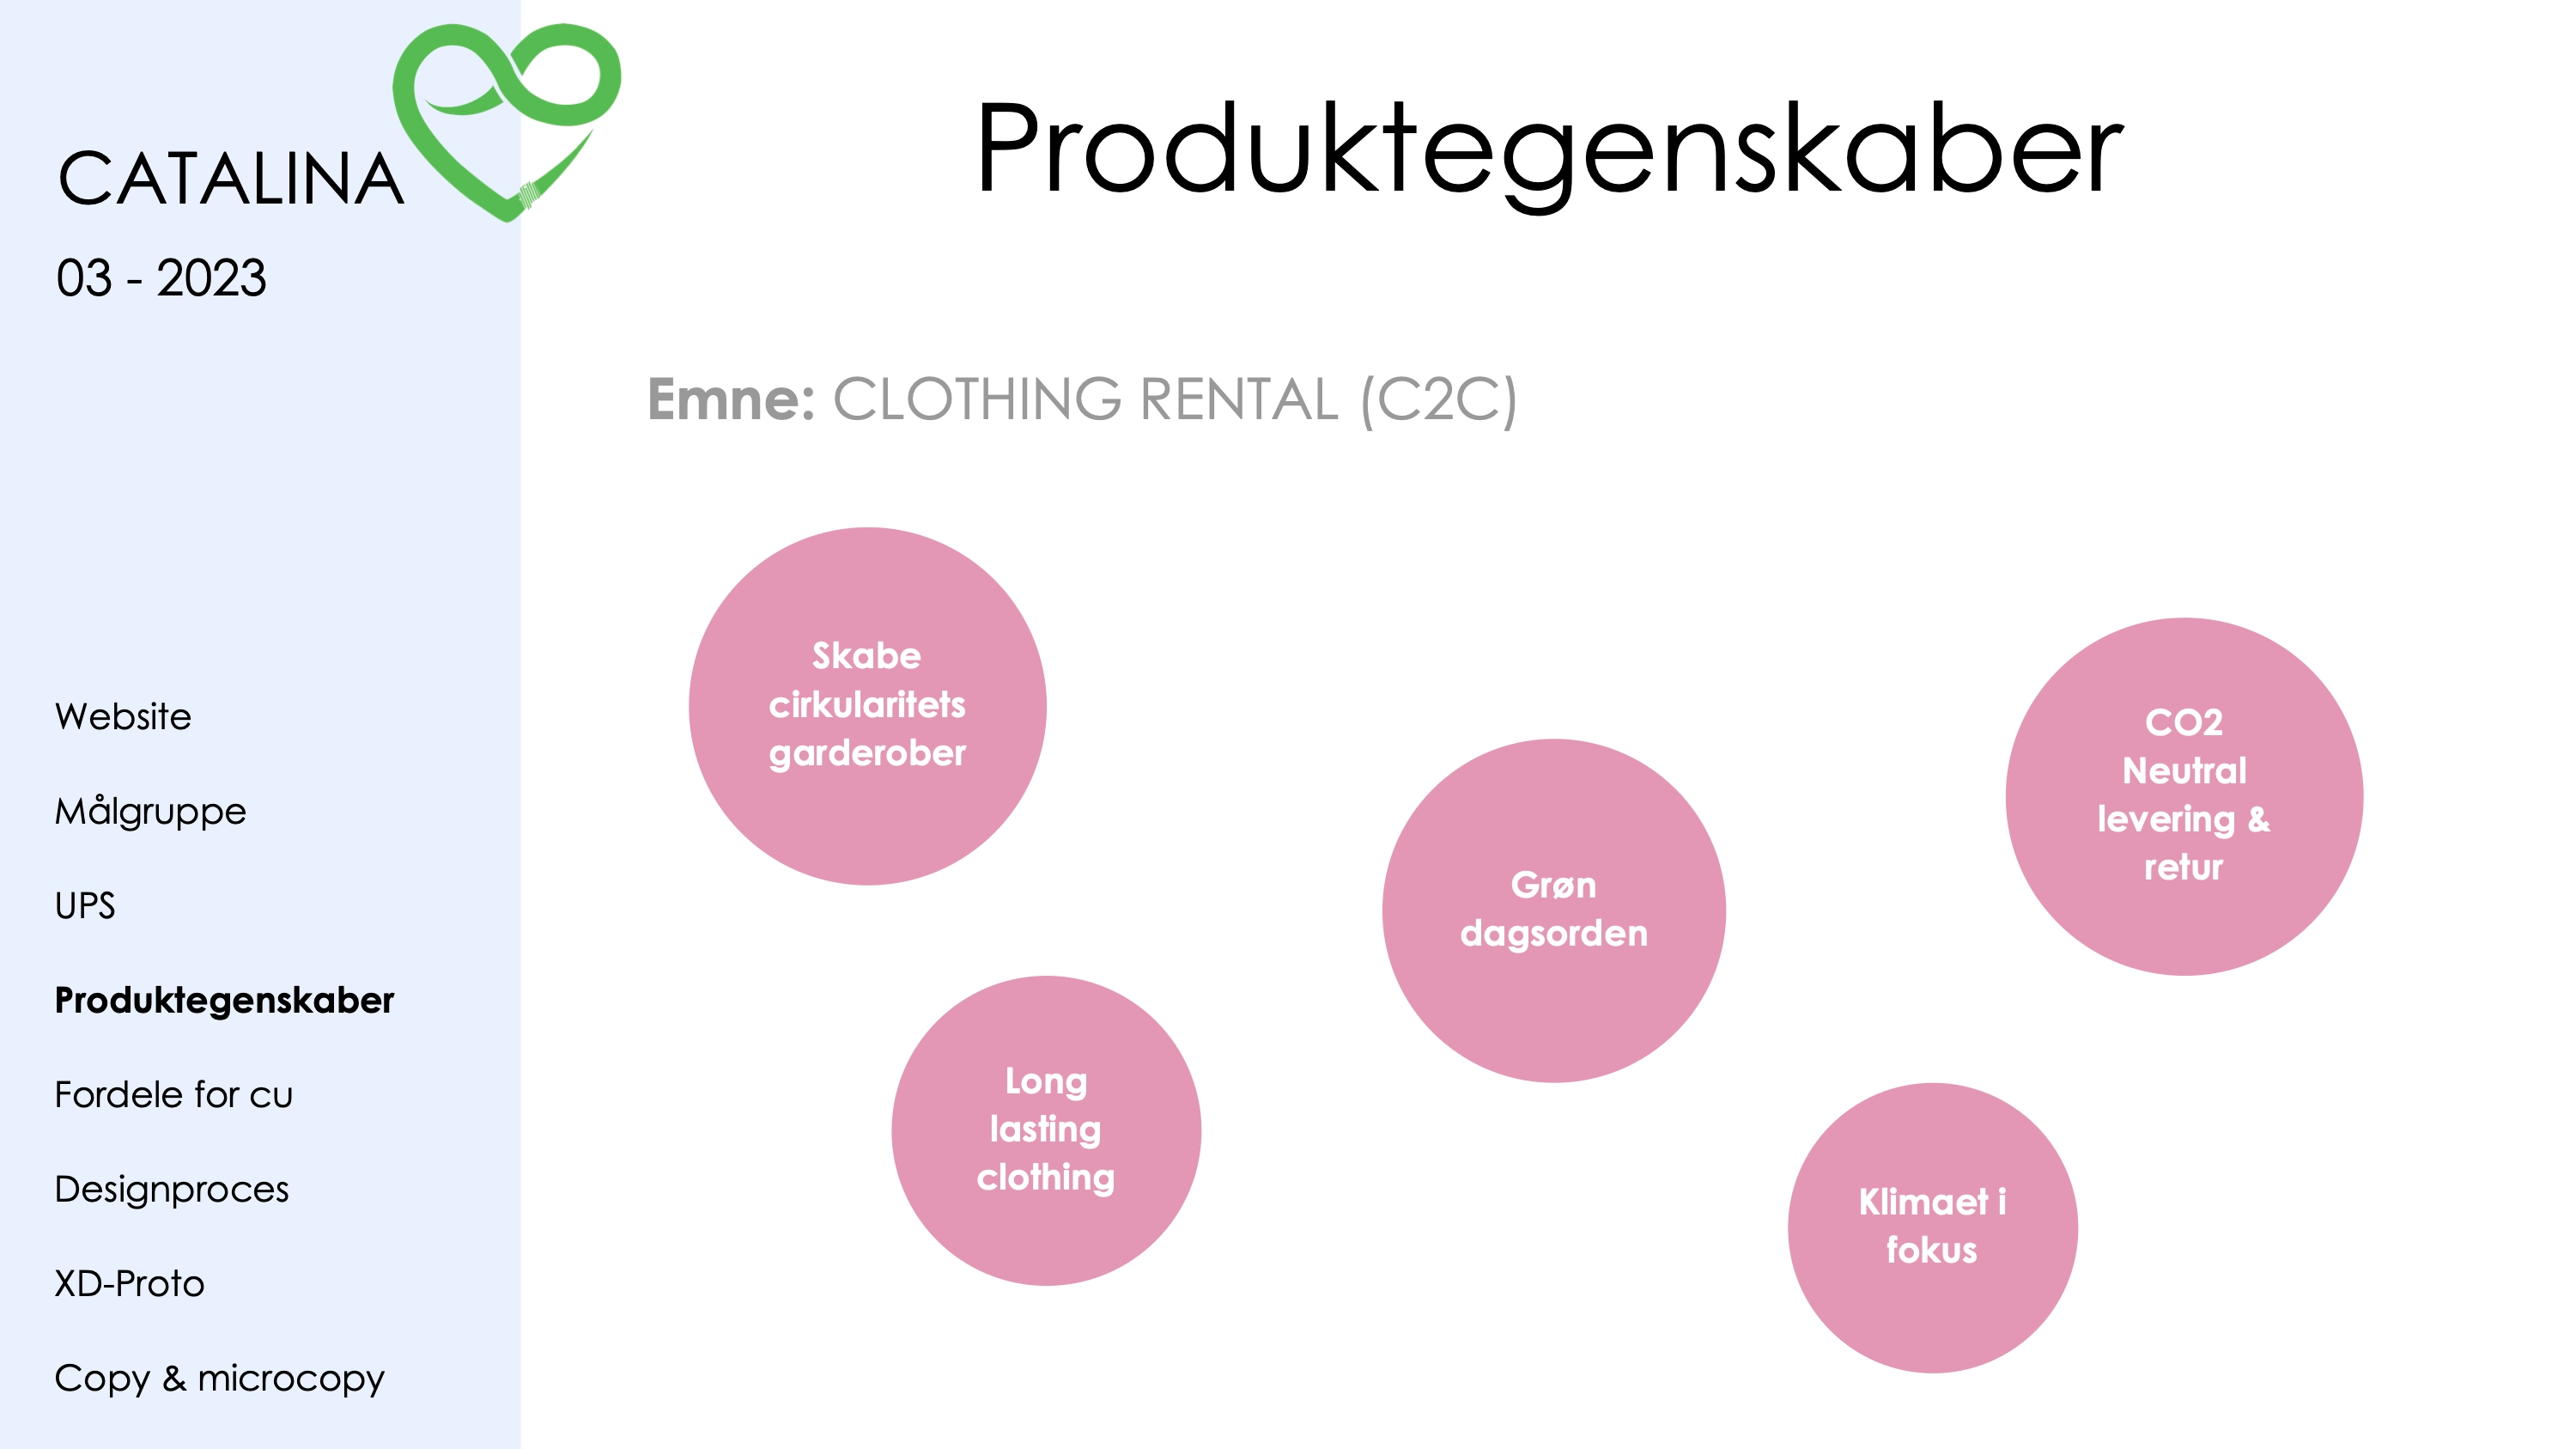 CATALINA
03 - 2023
Website
Målgruppe
UPS
Produktegenskaber
Fordele for cu
Designproces
XD-Proto
Copy & microcopy
Produktegenskaber
Emne: CLOTHING RENTAL (C2C)
Skabe
cirkularitets
garderober
Long
lasting
clothing
Grøn
dagsorden
CO2
Neutral
levering &
retur
Klimaet i
fokus